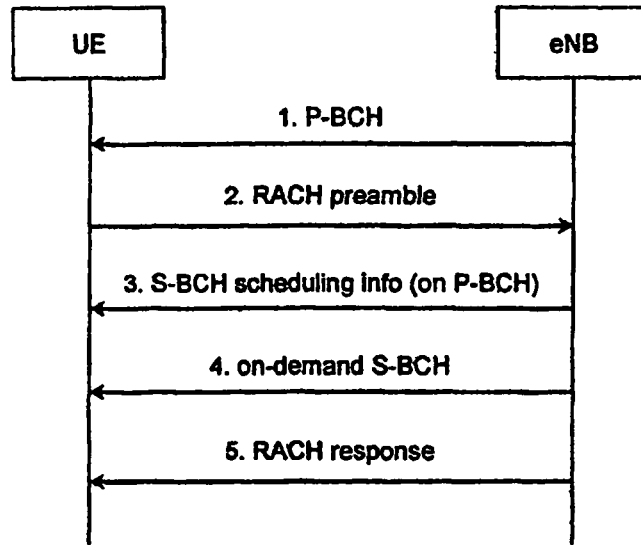 UE
eNB
1. P-BCH
2. RACH preamble
3. S-BCH scheduling info (on P-BCH)
4. on-demand S-BCH
5. RACH response